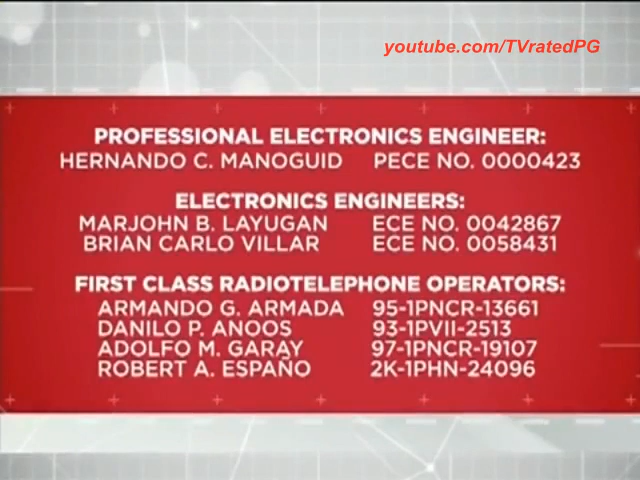 youtube.com/TVratedPG
PROFESSIONAL ELECTRONICS ENGINEER:
HERNANDO C. MANOGUID PECE NO. 0000423
ELECTRONICS ENGINEERS:
MARJOHN B. LAYUGAN ECE NO. 0042867
BRIAN CARLO VILLAR ECE NO. 0058431
FIRST CLASS RADIOTELEPHONE OPERATORS:
ARMANDO G. ARMADA 95-1PNCR-13661
DANILO P. ANOOS 93-1PVII-2513
ADOLFO M. GARAY 97-1PNCR-19107
ROBERT A. ESPAÑO 2K-1PHN-24096